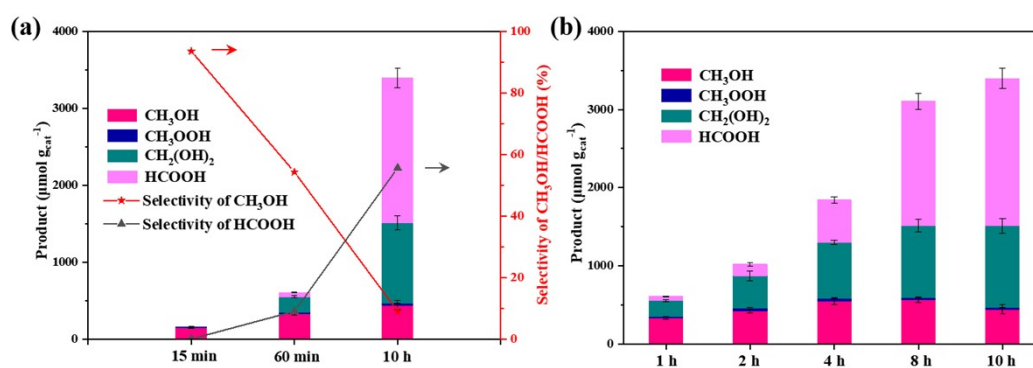 (a)
4000
3000
2000
1000
0
Product (μmol gcat⁻¹)
CH₃OH
CH₃OOH
CH₂(OH)₂
HCOOH
Selectivity of CH₃OH
Selectivity of HCOOH
100
80
60
40
20
0
Selectivity of CH₃OH/HCOOH (%)
15 min 60 min 10 h
(b)
4000
3000
2000
1000
0
Product (μmol gcat⁻¹)
CH₃OH
CH₃OOH
CH₂(OH)₂
HCOOH
1 h 2 h 4 h 8 h 10 h